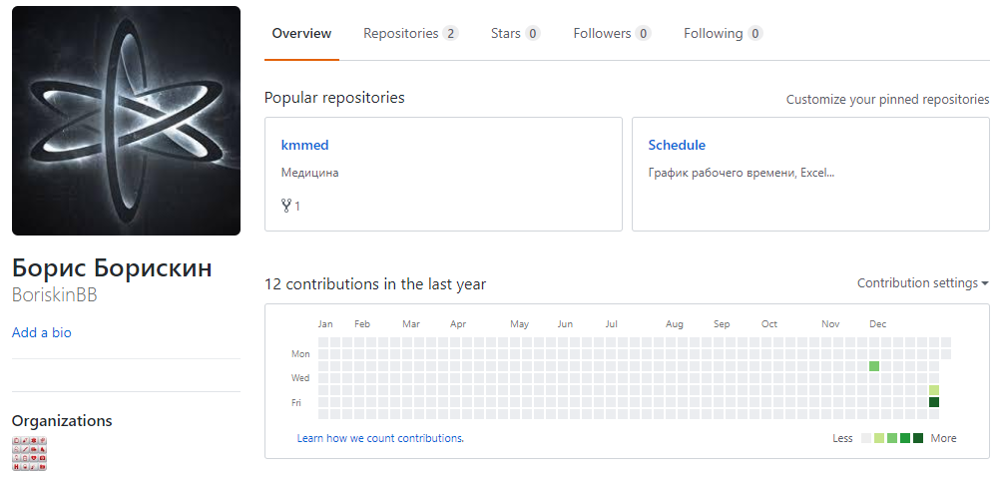 Overview Repositories 2 Stars 0 Followers 0 Following 0
Popular repositories
Customize your pinned repositories
kmmed
Медицина
1
Schedule
График рабочего времени, Excel...
Борис Борискин
BoriskinBB
Add a bio
Organizations
12 contributions in the last year
Contribution settings
Jan Feb Mar Apr May Jun Jul Aug Sep Oct Nov Dec
Mon
Wed
Fri
Learn how we count contributions.
Less More